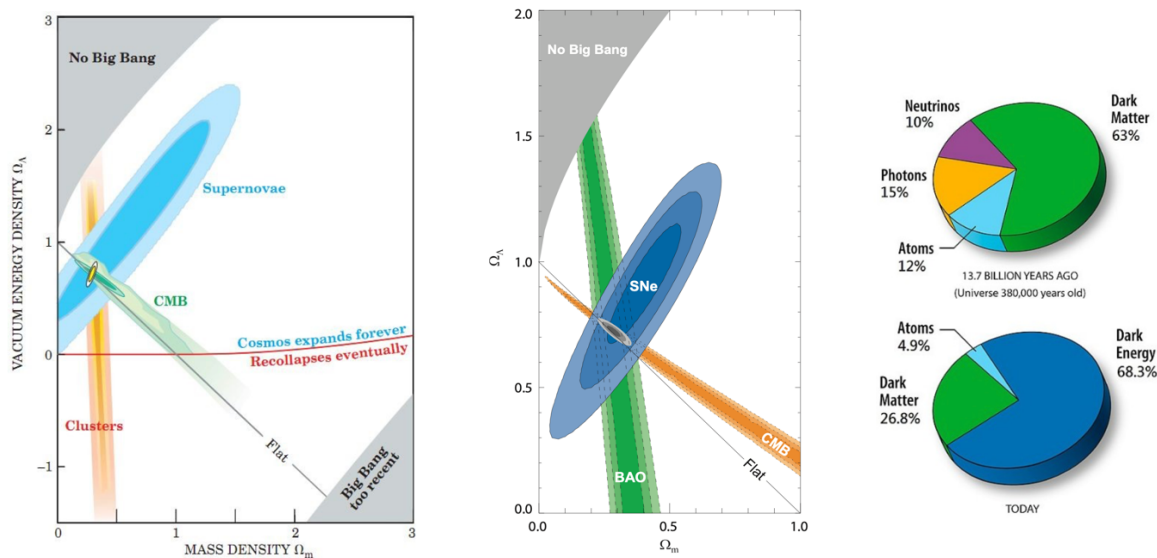 3
2
1
0
−1
VACUUM ENERGY DENSITY Ω_Λ
No Big Bang
Supernovae
CMB
Cosmos expands forever
Recollapses eventually
Clusters
Flat
Big Bang
too recent
0
1
2
3
MASS DENSITY Ω_m
2.0
1.5
1.0
0.5
0.0
Ω_Λ
No Big Bang
SNe
CMB
Flat
BAO
0.0
0.5
1.0
Ω_m
Neutrinos
10%
Dark
Matter
63%
Photons
15%
Atoms
12%
13.7 BILLION YEARS AGO
(Universe 380,000 years old)
Atoms
4.9%
Dark
Energy
68.3%
Dark
Matter
26.8%
TODAY